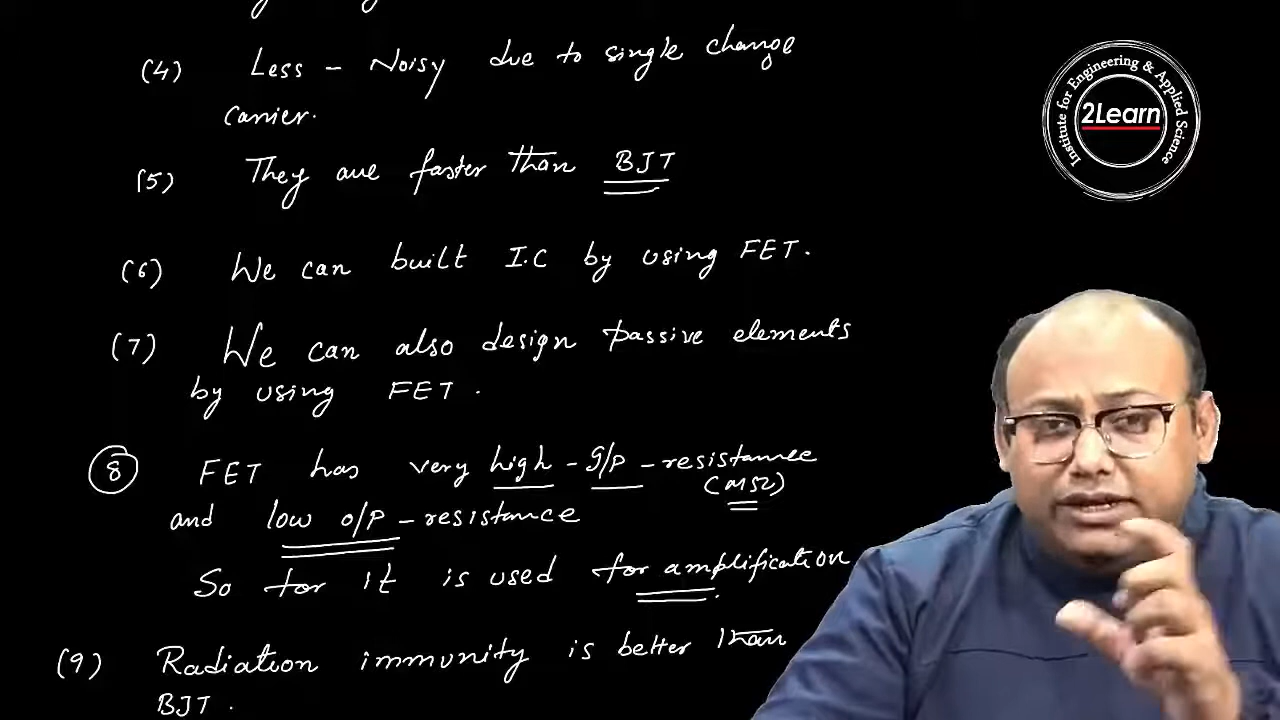 (4) Less - Noisy due to single change
carrier.
(5) They are faster than BJT
(6) We can built I.C by using FET.
(7) We can also design passive elements
by using FET.
8 FET has very high - I/P - resistance
(MΩ)
and low o/p - resistance
So for it is used for amplification
(9) Radiation immunity is better than
BJT.
Institute for Engineering & Applied Science
2Learn